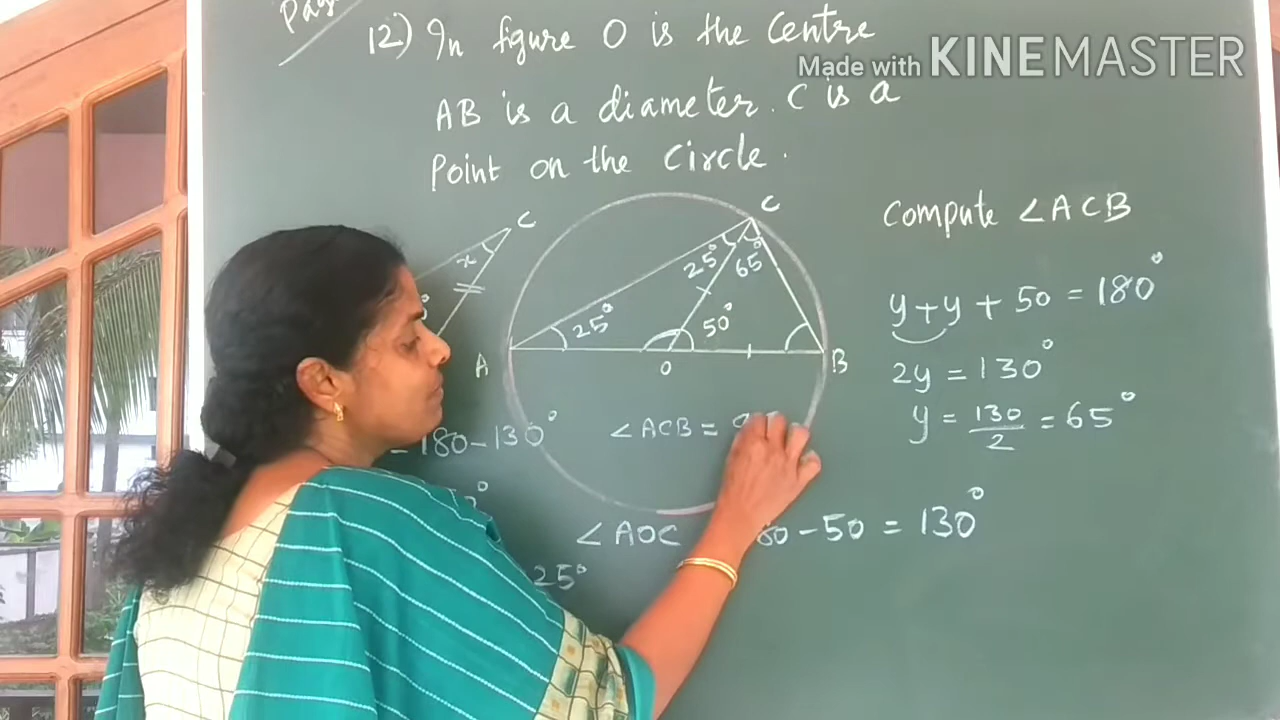 Made with KINEMASTER
12) In figure O is the centre
AB is a diameter. C is a
Point on the circle.
Compute ∠ACB
y+y + 50 = 180°
2y = 130°
y = 130/2 = 65°
C
x
C
25° 65°
25° 50°
A O B
180-130°
∠ACB =
∠AOC 80-50 = 130°
25°